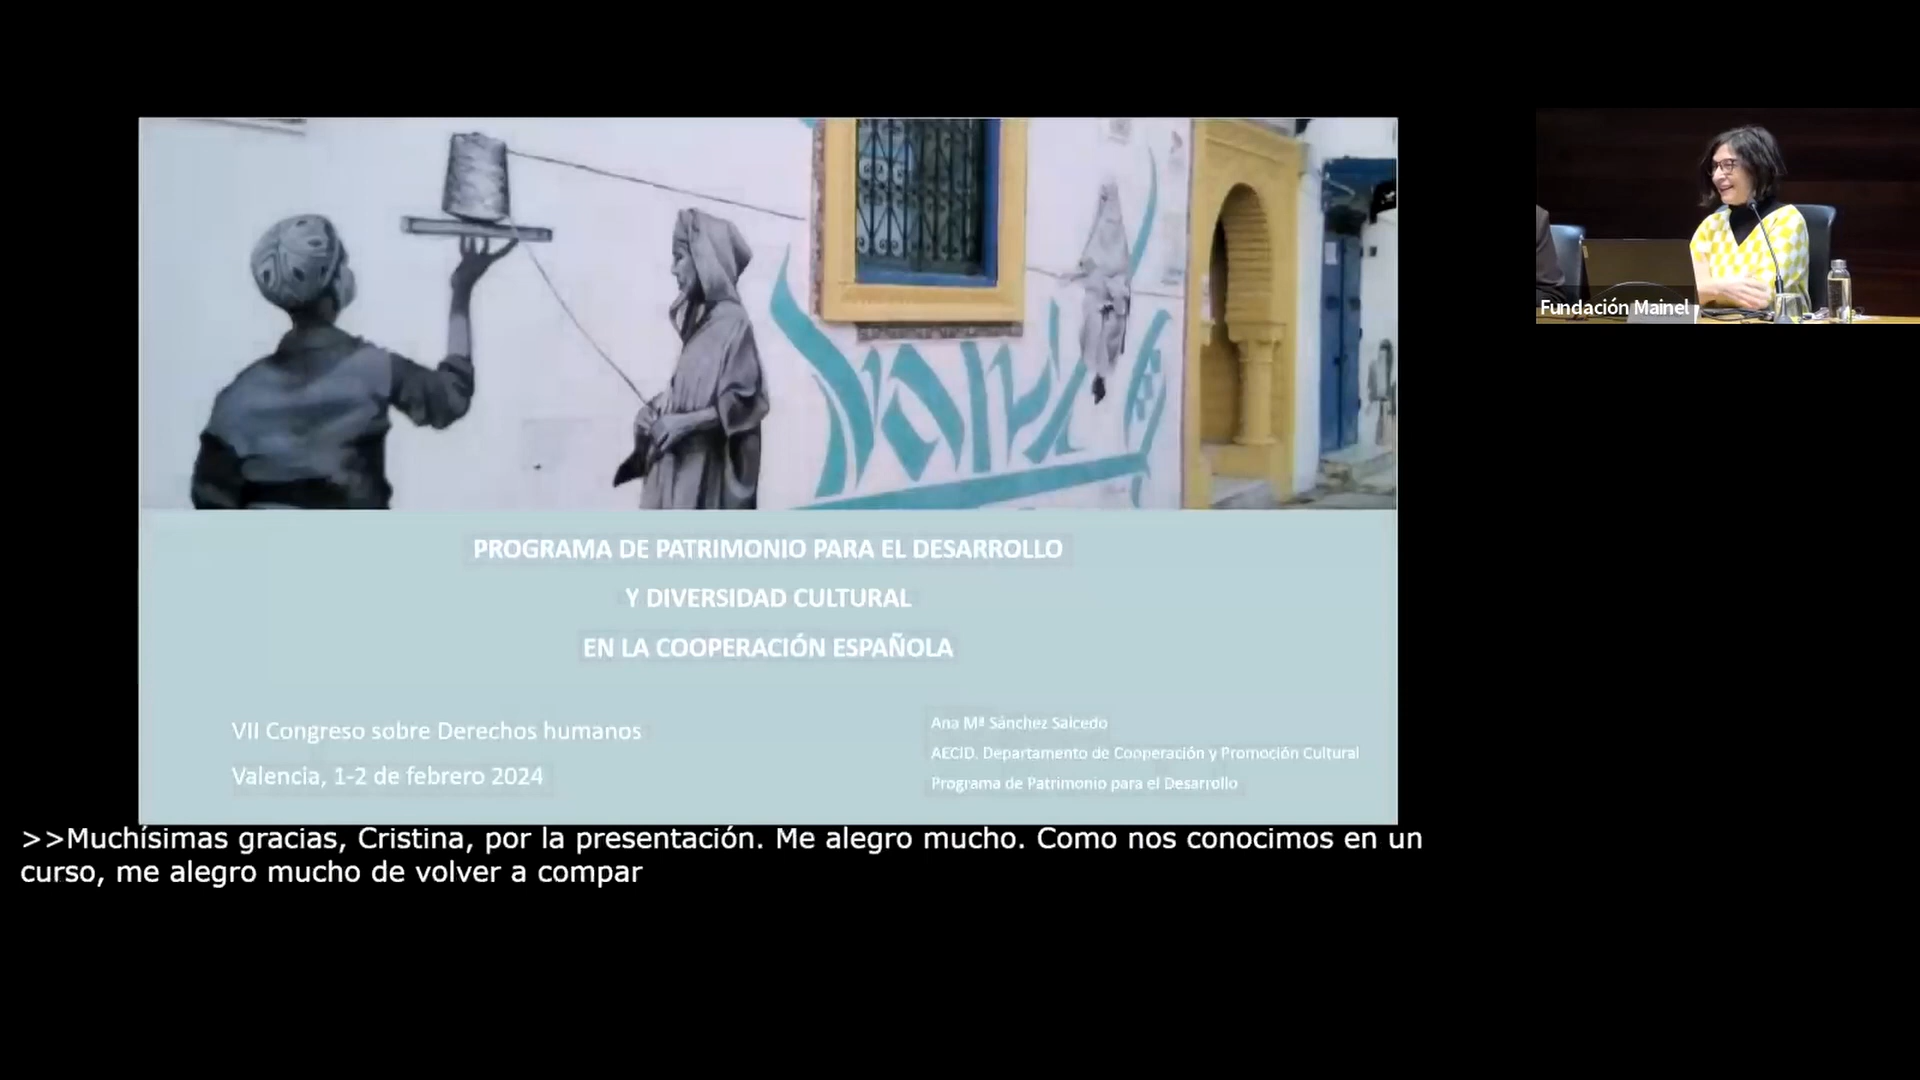 PROGRAMA DE PATRIMONIO PARA EL DESARROLLO
Y DIVERSIDAD CULTURAL
EN LA COOPERACIÓN ESPAÑOLA
VII Congreso sobre Derechos humanos
Valencia, 1-2 de febrero 2024
Ana Mª Sánchez Salcedo
AECID. Departamento de Cooperación y Promoción Cultural
Programa de Patrimonio para el Desarrollo
Fundación Mainel
>>Muchísimas gracias, Cristina, por la presentación. Me alegro mucho. Como nos conocimos en un
curso, me alegro mucho de volver a compar